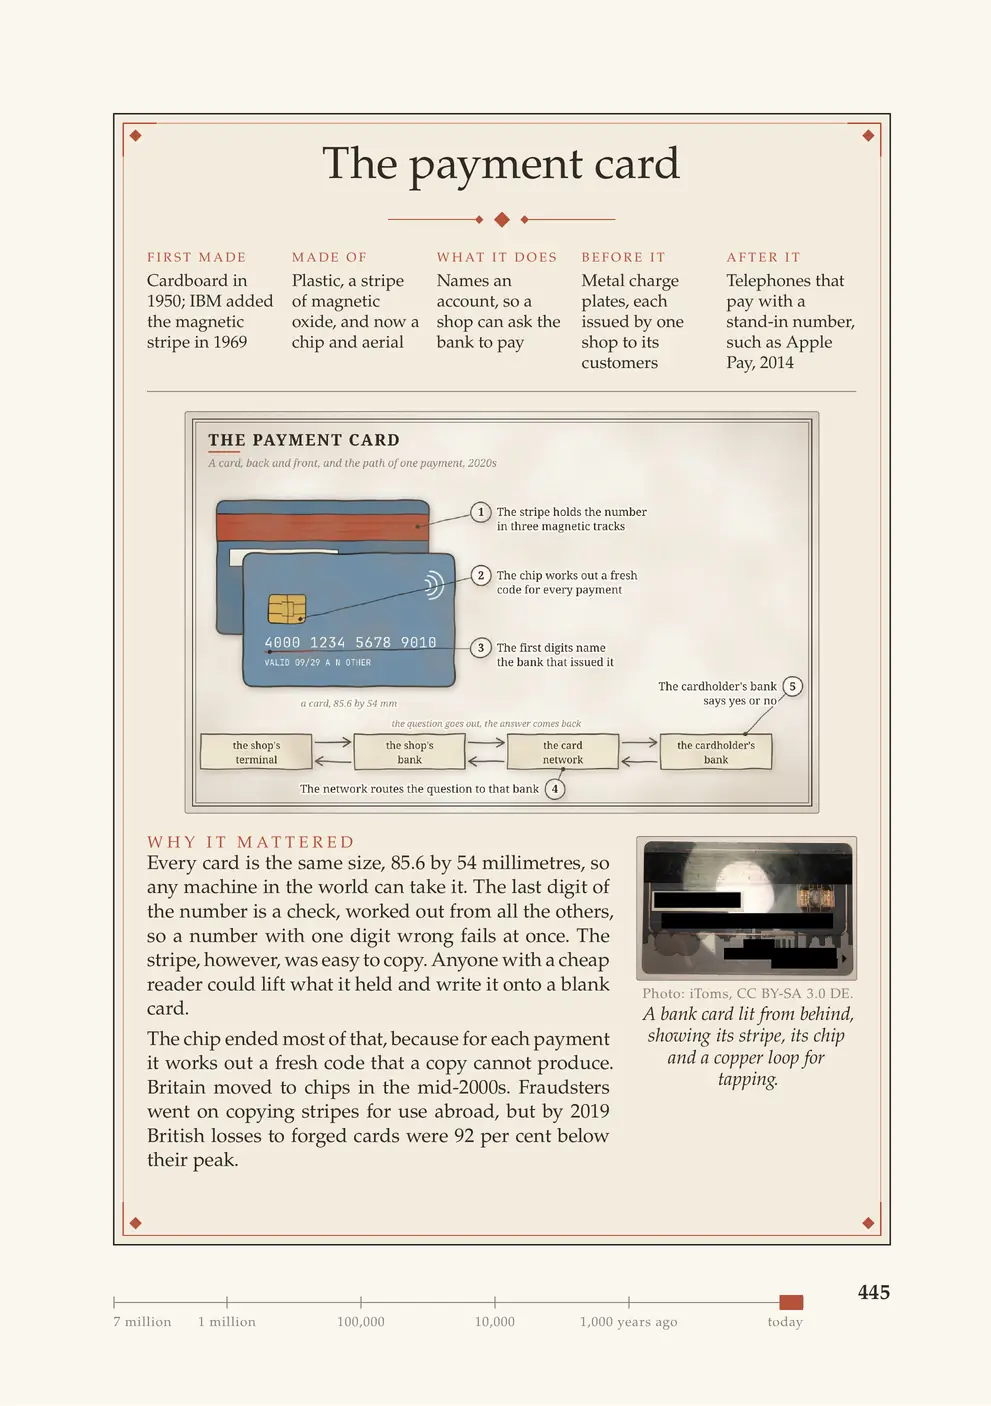 The payment card
FIRST MADE
Cardboard in
1950; IBM added
the magnetic
stripe in 1969
MADE OF
Plastic, a stripe
of magnetic
oxide, and now a
chip and aerial
WHAT IT DOES
Names an
account, so a
shop can ask the
bank to pay
BEFORE IT
Metal charge
plates, each
issued by one
shop to its
customers
AFTER IT
Telephones that
pay with a
stand-in number,
such as Apple
Pay, 2014
THE PAYMENT CARD
A card, back and front, and the path of one payment, 2020s
1 The stripe holds the number
in three magnetic tracks
2 The chip works out a fresh
code for every payment
4000 1234 5678 9010
VALID 09/29 A N OTHER
3 The first digits name
the bank that issued it
a card, 85.6 by 54 mm
The cardholder's bank 5
says yes or no
the question goes out, the answer comes back
the shop's
terminal
the shop's
bank
the card
network
the cardholder's
bank
The network routes the question to that bank 4
WHY IT MATTERED
Every card is the same size, 85.6 by 54 millimetres, so
any machine in the world can take it. The last digit of
the number is a check, worked out from all the others,
so a number with one digit wrong fails at once. The
stripe, however, was easy to copy. Anyone with a cheap
reader could lift what it held and write it onto a blank
card.
The chip ended most of that, because for each payment
it works out a fresh code that a copy cannot produce.
Britain moved to chips in the mid-2000s. Fraudsters
went on copying stripes for use abroad, but by 2019
British losses to forged cards were 92 per cent below
their peak.
Photo: iToms, CC BY-SA 3.0 DE.
A bank card lit from behind,
showing its stripe, its chip
and a copper loop for
tapping.
445
7 million
1 million
100,000
10,000
1,000 years ago
today